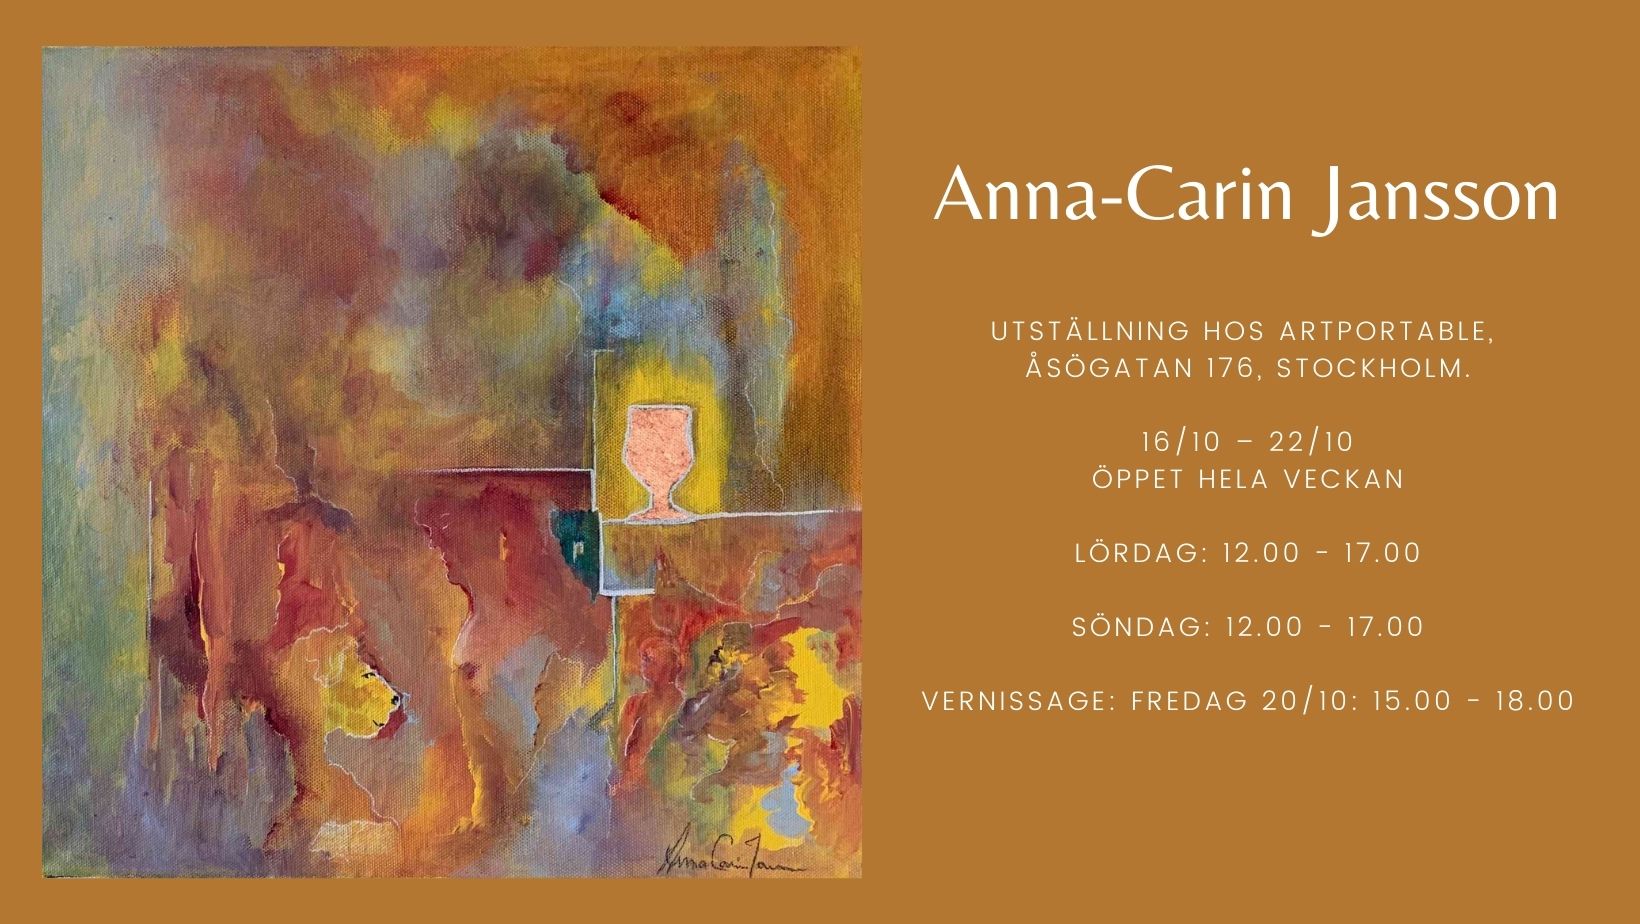 Anna-Carin Jansson
UTSTÄLLNING HOS ARTPORTABLE,
ÅSÖGATAN 176, STOCKHOLM.
16/10 – 22/10
ÖPPET HELA VECKAN
LÖRDAG: 12.00 - 17.00
SÖNDAG: 12.00 - 17.00
VERNISSAGE: FREDAG 20/10: 15.00 - 18.00